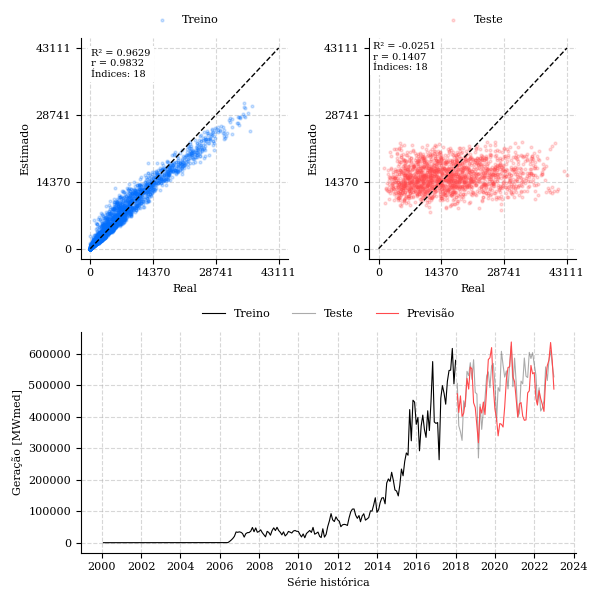 Treino
Teste
R² = 0.9629
r = 0.9832
Índices: 18
R² = -0.0251
r = 0.1407
Índices: 18
43111
28741
14370
0
Estimado
0 14370 28741 43111
Real
43111
28741
14370
0
Estimado
0 14370 28741 43111
Real
Treino Teste Previsão
600000
500000
400000
300000
200000
100000
0
Geração [MWmed]
2000 2002 2004 2006 2008 2010 2012 2014 2016 2018 2020 2022 2024
Série histórica